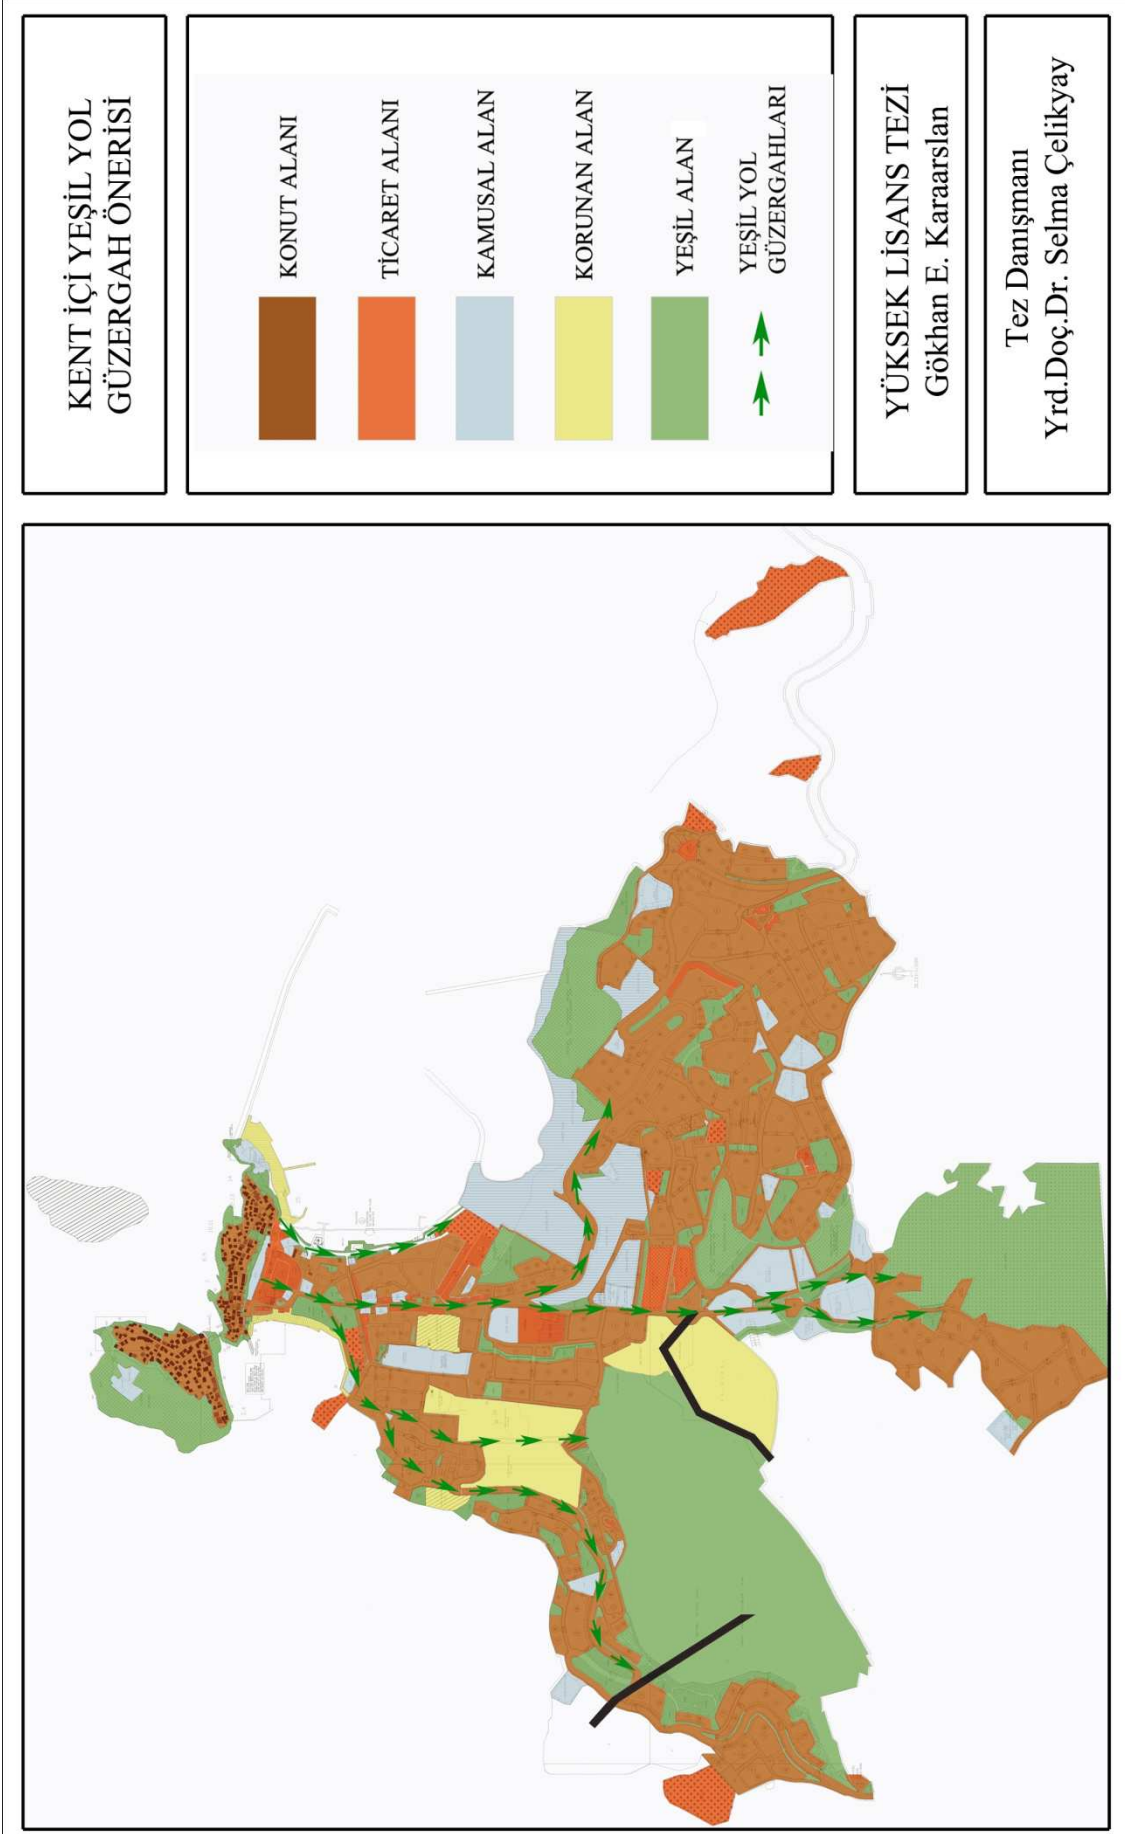 KENT İÇİ YEŞİL YOL
GÜZERGAH ÖNERİSİ
KONUT ALANI
TİCARET ALANI
KAMUSAL ALAN
KORUNAN ALAN
YEŞİL ALAN
YEŞİL YOL
GÜZERGAHLARI
YÜKSEK LİSANS TEZİ
Gökhan E. Karaarslan
Tez Danışmanı
Yrd.Doç.Dr. Selma Çelikyay